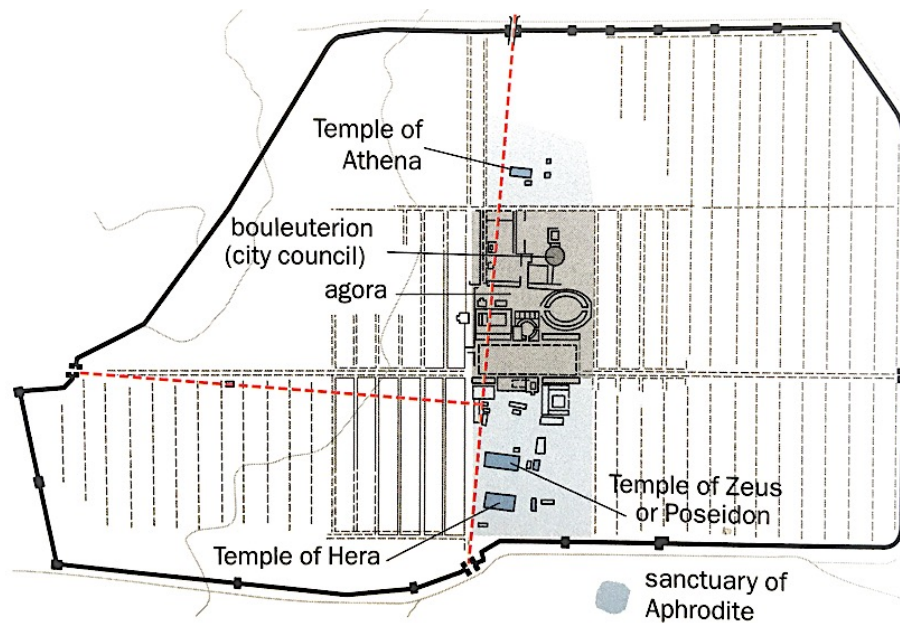 Temple of
Athena
bouleuterion
(city council)
agora
Temple of Zeus
or Poseidon
Temple of Hera
sanctuary of
Aphrodite